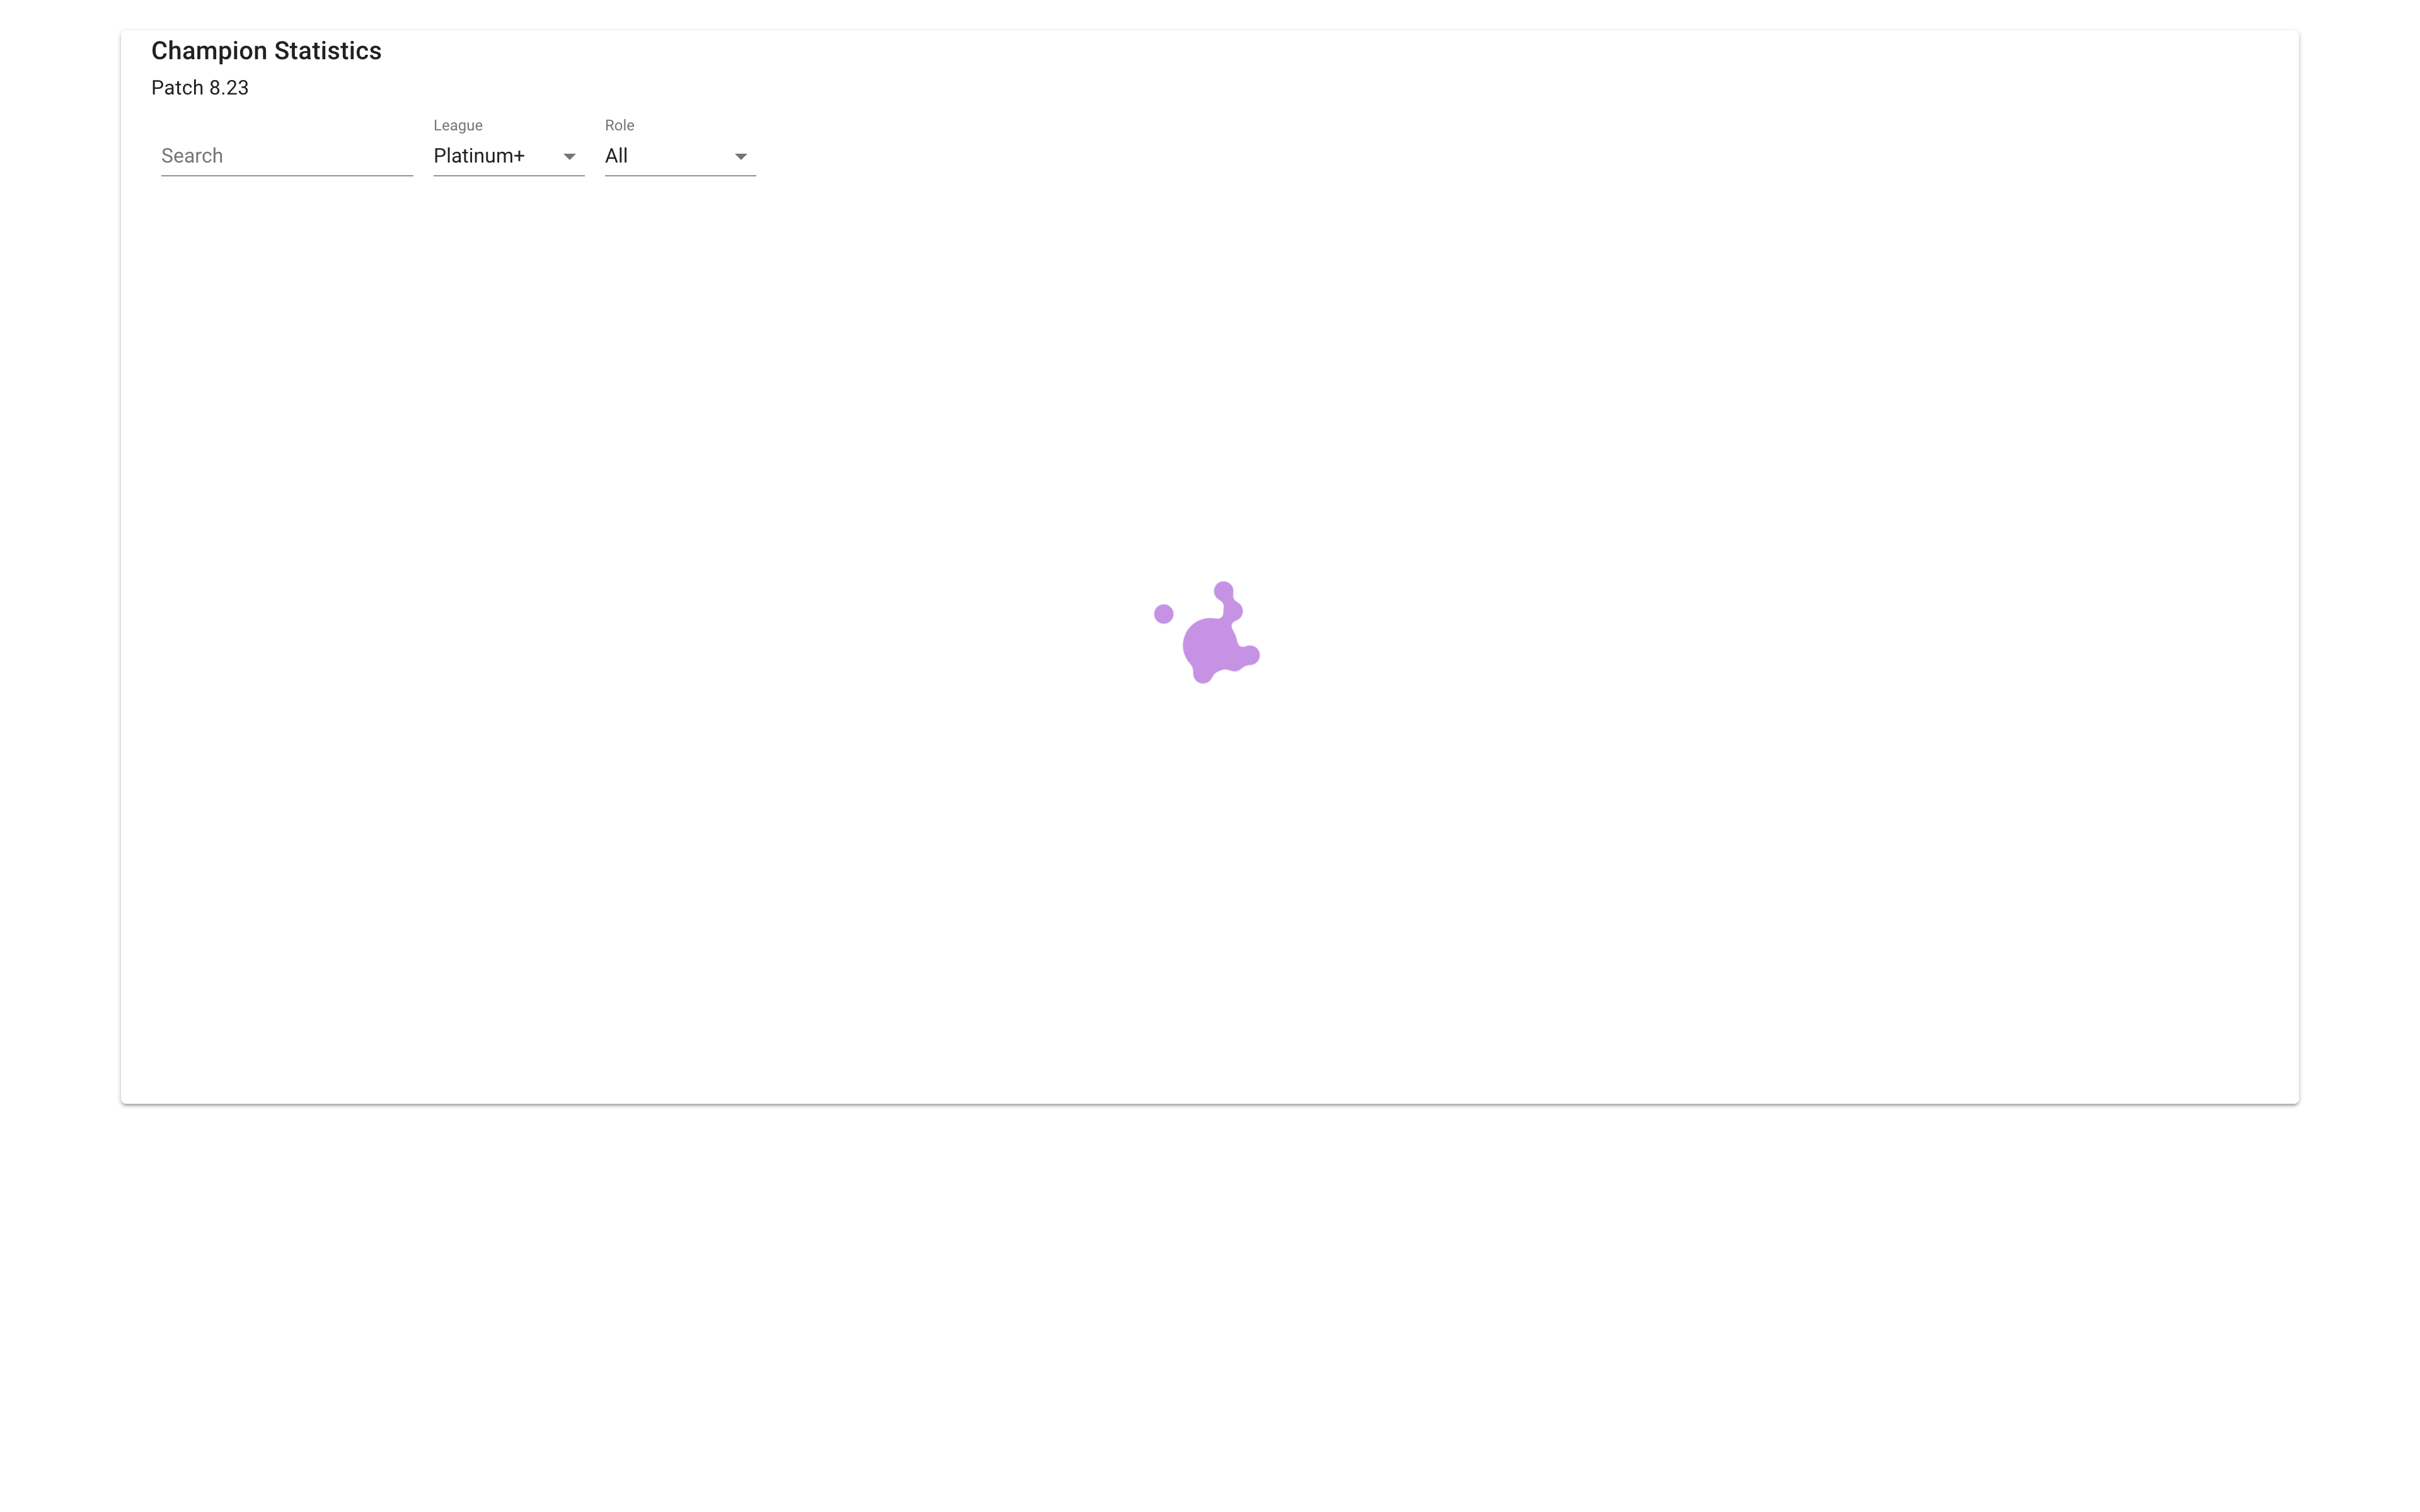 Champion Statistics
Patch 8.23
League
Role
Search
Platinum+
All